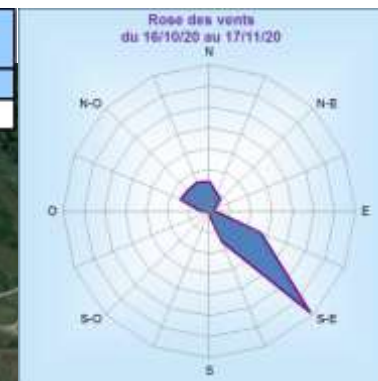 Rose des vents
du 16/10/20 au 17/11/20
N
N-O
N-E
O
E
S-O
S-E
S